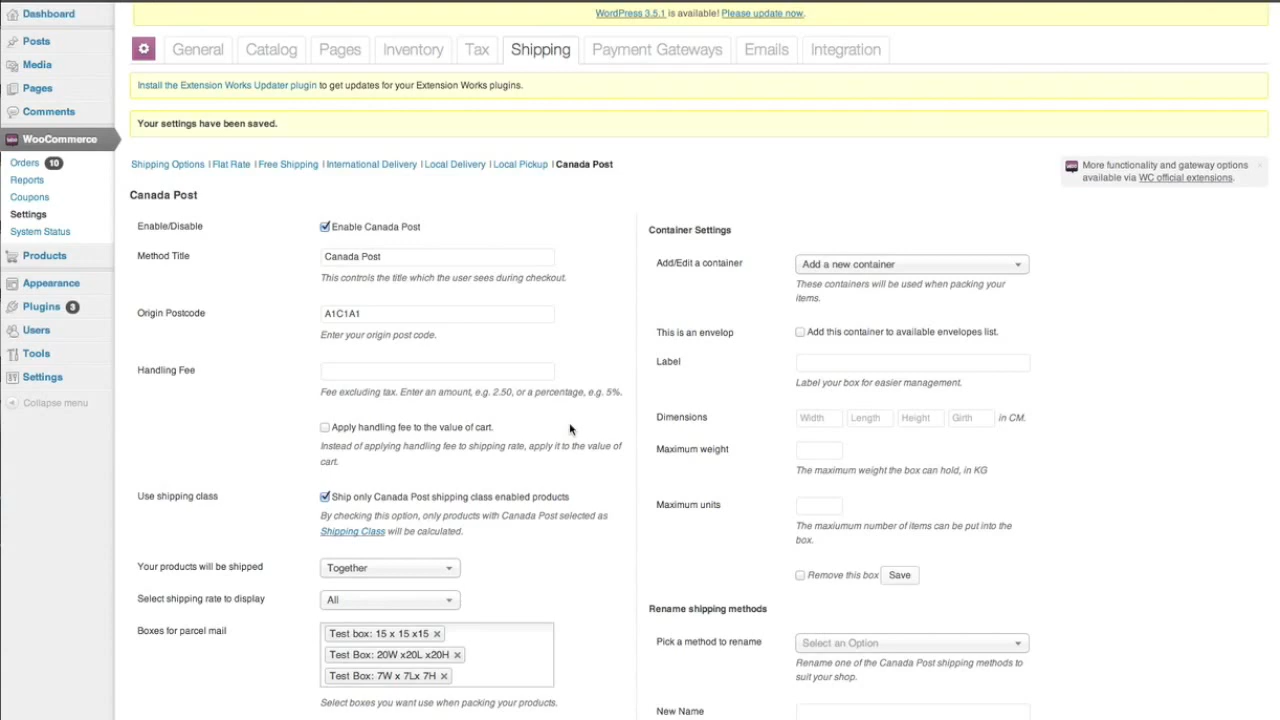 Dashboard
Posts
Media
Pages
Comments
WooCommerce
Orders 10
Reports
Coupons
Settings
System Status
Products
Appearance
Plugins 3
Users
Tools
Settings
Collapse menu
WordPress 3.5.1 is available! Please update now.
General Catalog Pages Inventory Tax Shipping Payment Gateways Emails Integration
Install the Extension Works Updater plugin to get updates for your Extension Works plugins.
Your settings have been saved.
Shipping Options | Flat Rate | Free Shipping | International Delivery | Local Delivery | Local Pickup | Canada Post
More functionality and gateway options
available via WC official extensions.
Canada Post
Enable/Disable Enable Canada Post
Method Title Canada Post
This controls the title which the user sees during checkout.
Origin Postcode A1C1A1
Enter your origin post code.
Handling Fee
Fee excluding tax. Enter an amount, e.g. 2.50, or a percentage, e.g. 5%.
Apply handling fee to the value of cart.
Instead of applying handling fee to shipping rate, apply it to the value of
cart.
Use shipping class Ship only Canada Post shipping class enabled products
By checking this option, only products with Canada Post selected as
Shipping Class will be calculated.
Your products will be shipped Together
Select shipping rate to display All
Boxes for parcel mail Test box: 15 x 15 x15 ×
Test Box: 20W x20L x20H ×
Test Box: 7W x 7Lx 7H ×
Select boxes you want use when packing your products.
Container Settings
Add/Edit a container Add a new container
These containers will be used when packing your
items.
This is an envelop Add this container to available envelopes list.
Label
Label your box for easier management.
Dimensions Width Length Height Girth in CM.
Maximum weight
The maximum weight the box can hold, in KG
Maximum units
The maxiumum number of items can be put into the
box.
Remove this box Save
Rename shipping methods
Pick a method to rename Select an Option
Rename one of the Canada Post shipping methods to
suit your shop.
New Name